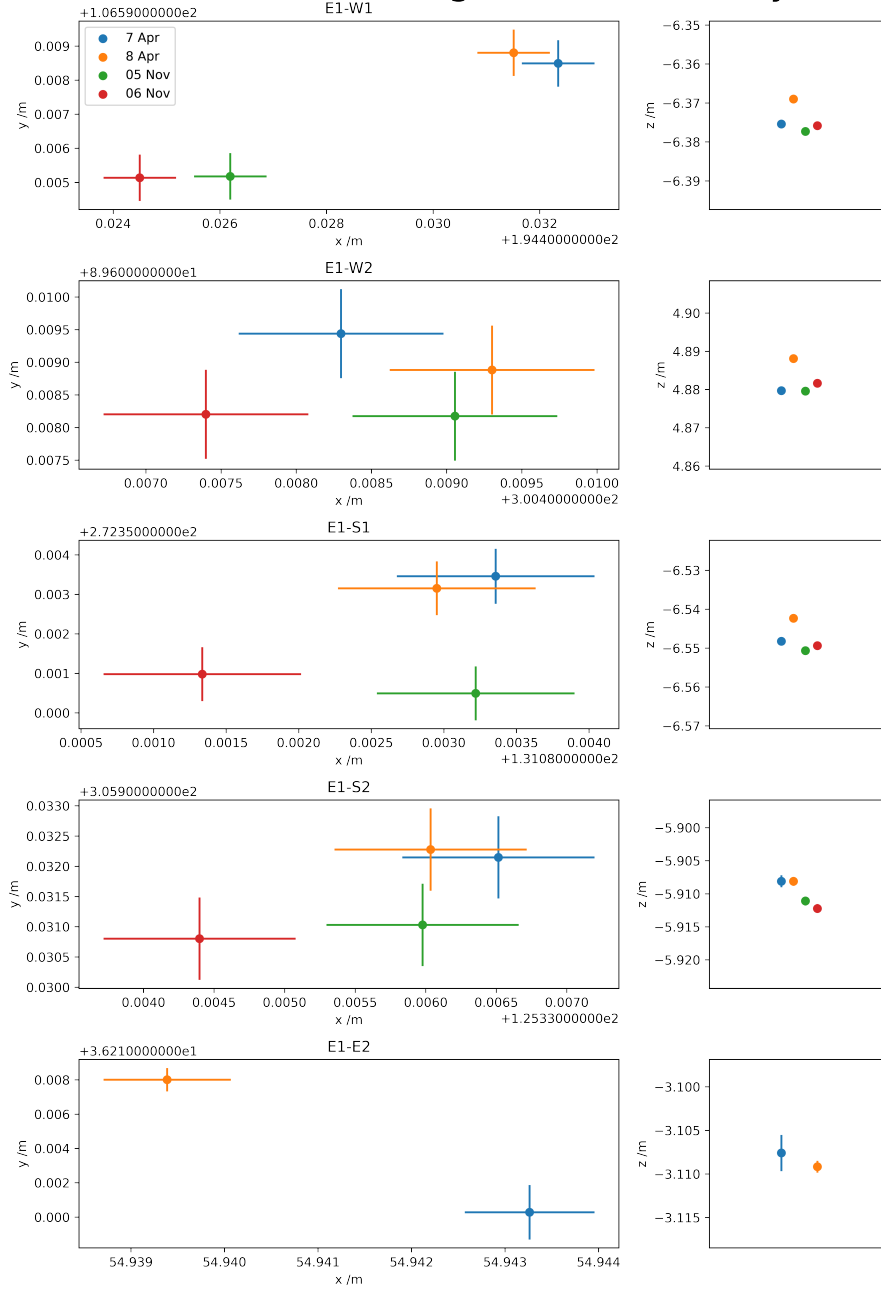 E1-W1
+1.0659000000e2
7 Apr
8 Apr
05 Nov
06 Nov
0.009
0.008
0.007
0.006
0.005
y /m
0.024 0.026 0.028 0.030 0.032
x /m
+1.9440000000e2
−6.35
−6.36
−6.37
−6.38
−6.39
z /m
E1-W2
+8.9600000000e1
0.0100
0.0095
0.0090
0.0085
0.0080
0.0075
y /m
0.0070 0.0075 0.0080 0.0085 0.0090 0.0095 0.0100
x /m
+3.0040000000e2
4.90
4.89
4.88
4.87
4.86
z /m
E1-S1
+2.7235000000e2
0.004
0.003
0.002
0.001
0.000
y /m
0.0005 0.0010 0.0015 0.0020 0.0025 0.0030 0.0035 0.0040
x /m
+1.3108000000e2
−6.53
−6.54
−6.55
−6.56
−6.57
z /m
E1-S2
+3.0590000000e2
0.0330
0.0325
0.0320
0.0315
0.0310
0.0305
0.0300
y /m
0.0040 0.0045 0.0050 0.0055 0.0060 0.0065 0.0070
x /m
+1.2533000000e2
−5.900
−5.905
−5.910
−5.915
−5.920
z /m
E1-E2
+3.6210000000e1
0.008
0.006
0.004
0.002
0.000
y /m
54.939 54.940 54.941 54.942 54.943 54.944
x /m
−3.100
−3.105
−3.110
−3.115
z /m